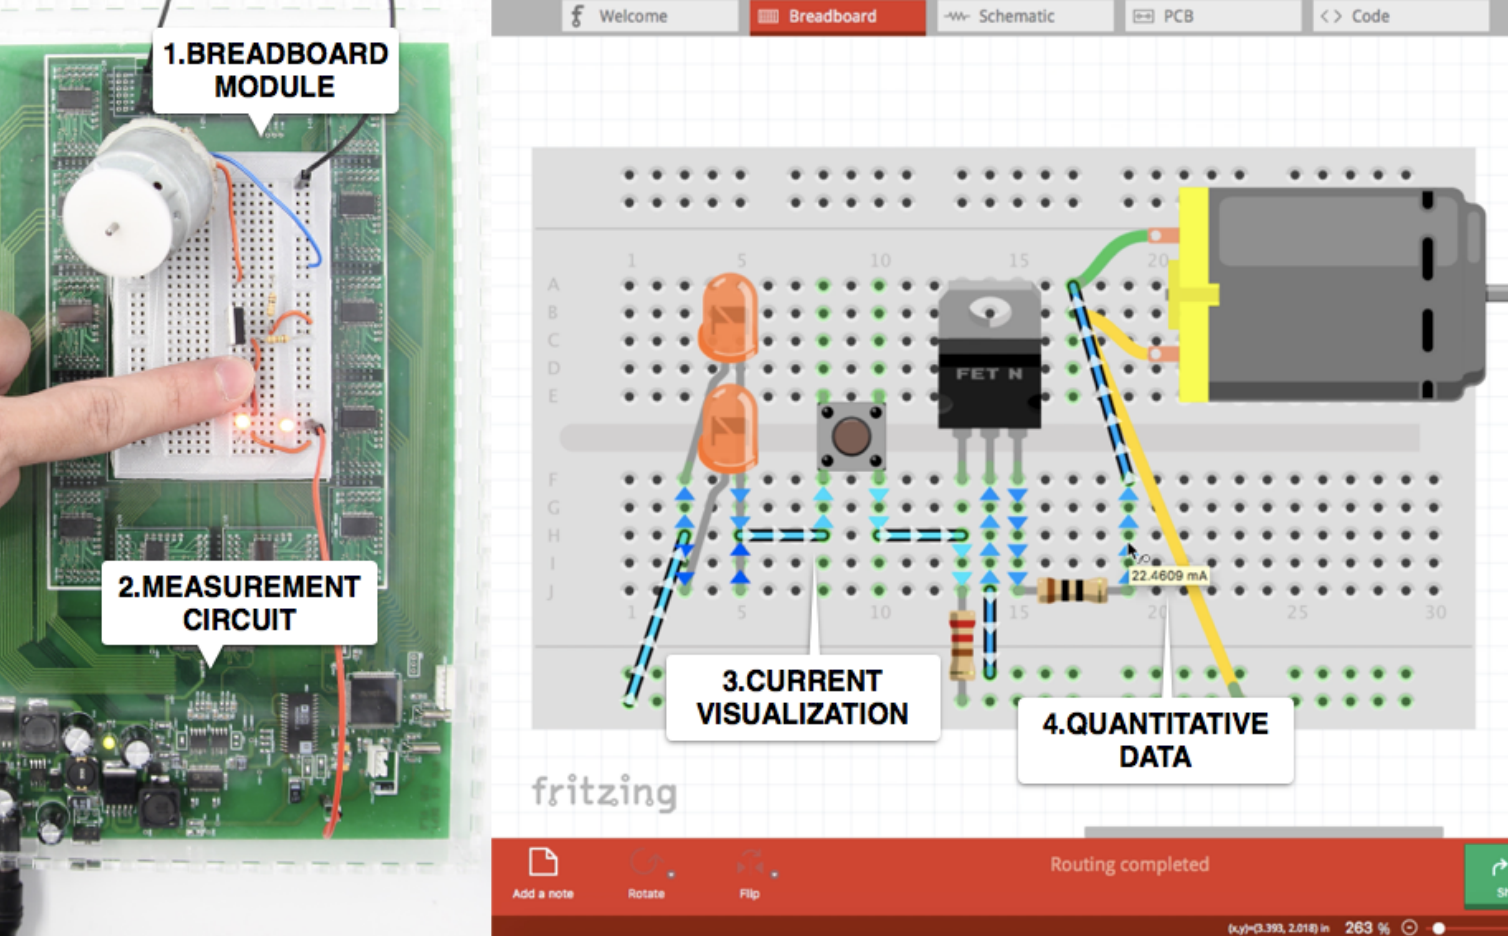 Welcome
Breadboard
Schematic
PCB
Code
1.BREADBOARD
MODULE
1 5 10 15 20
A
B
C
D
E
FET N
F
G
H
I
J
22.4609 mA
1 5 10 15 20 25 30
2.MEASUREMENT
CIRCUIT
3.CURRENT
VISUALIZATION
4.QUANTITATIVE
DATA
fritzing
Routing completed
Add a note
Rotate
Flip
(x,y)=(3.393, 2.018) in 263 %